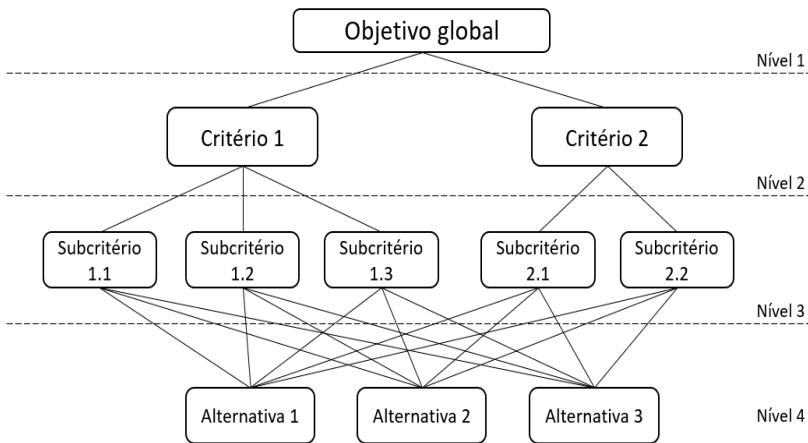 Objetivo global
Nível 1
Critério 1
Critério 2
Nível 2
Subcritério
1.1
Subcritério
1.2
Subcritério
1.3
Subcritério
2.1
Subcritério
2.2
Nível 3
Alternativa 1
Alternativa 2
Alternativa 3
Nível 4